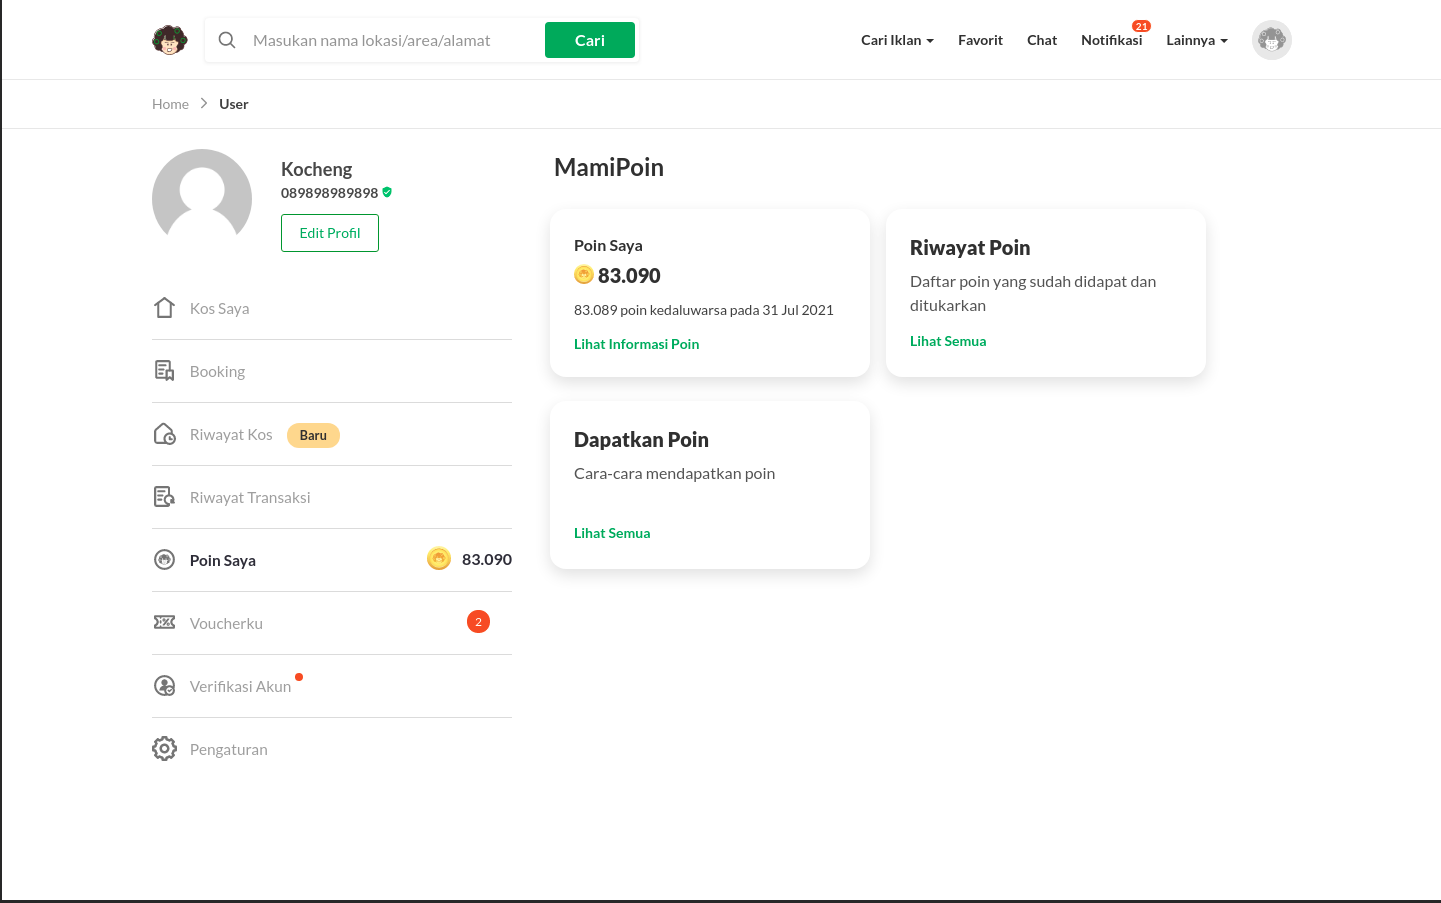 Masukan nama lokasi/area/alamat
Cari
Cari Iklan
Favorit
Chat
Notifikasi
21
Lainnya
Home
User
Kocheng
089898989898
Edit Profil
Kos Saya
Booking
Riwayat Kos
Baru
Riwayat Transaksi
Poin Saya
83.090
Voucherku
2
Verifikasi Akun
Pengaturan
MamiPoin
Poin Saya
83.090
83.089 poin kedaluwarsa pada 31 Jul 2021
Lihat Informasi Poin
Riwayat Poin
Daftar poin yang sudah didapat dan
ditukarkan
Lihat Semua
Dapatkan Poin
Cara-cara mendapatkan poin
Lihat Semua